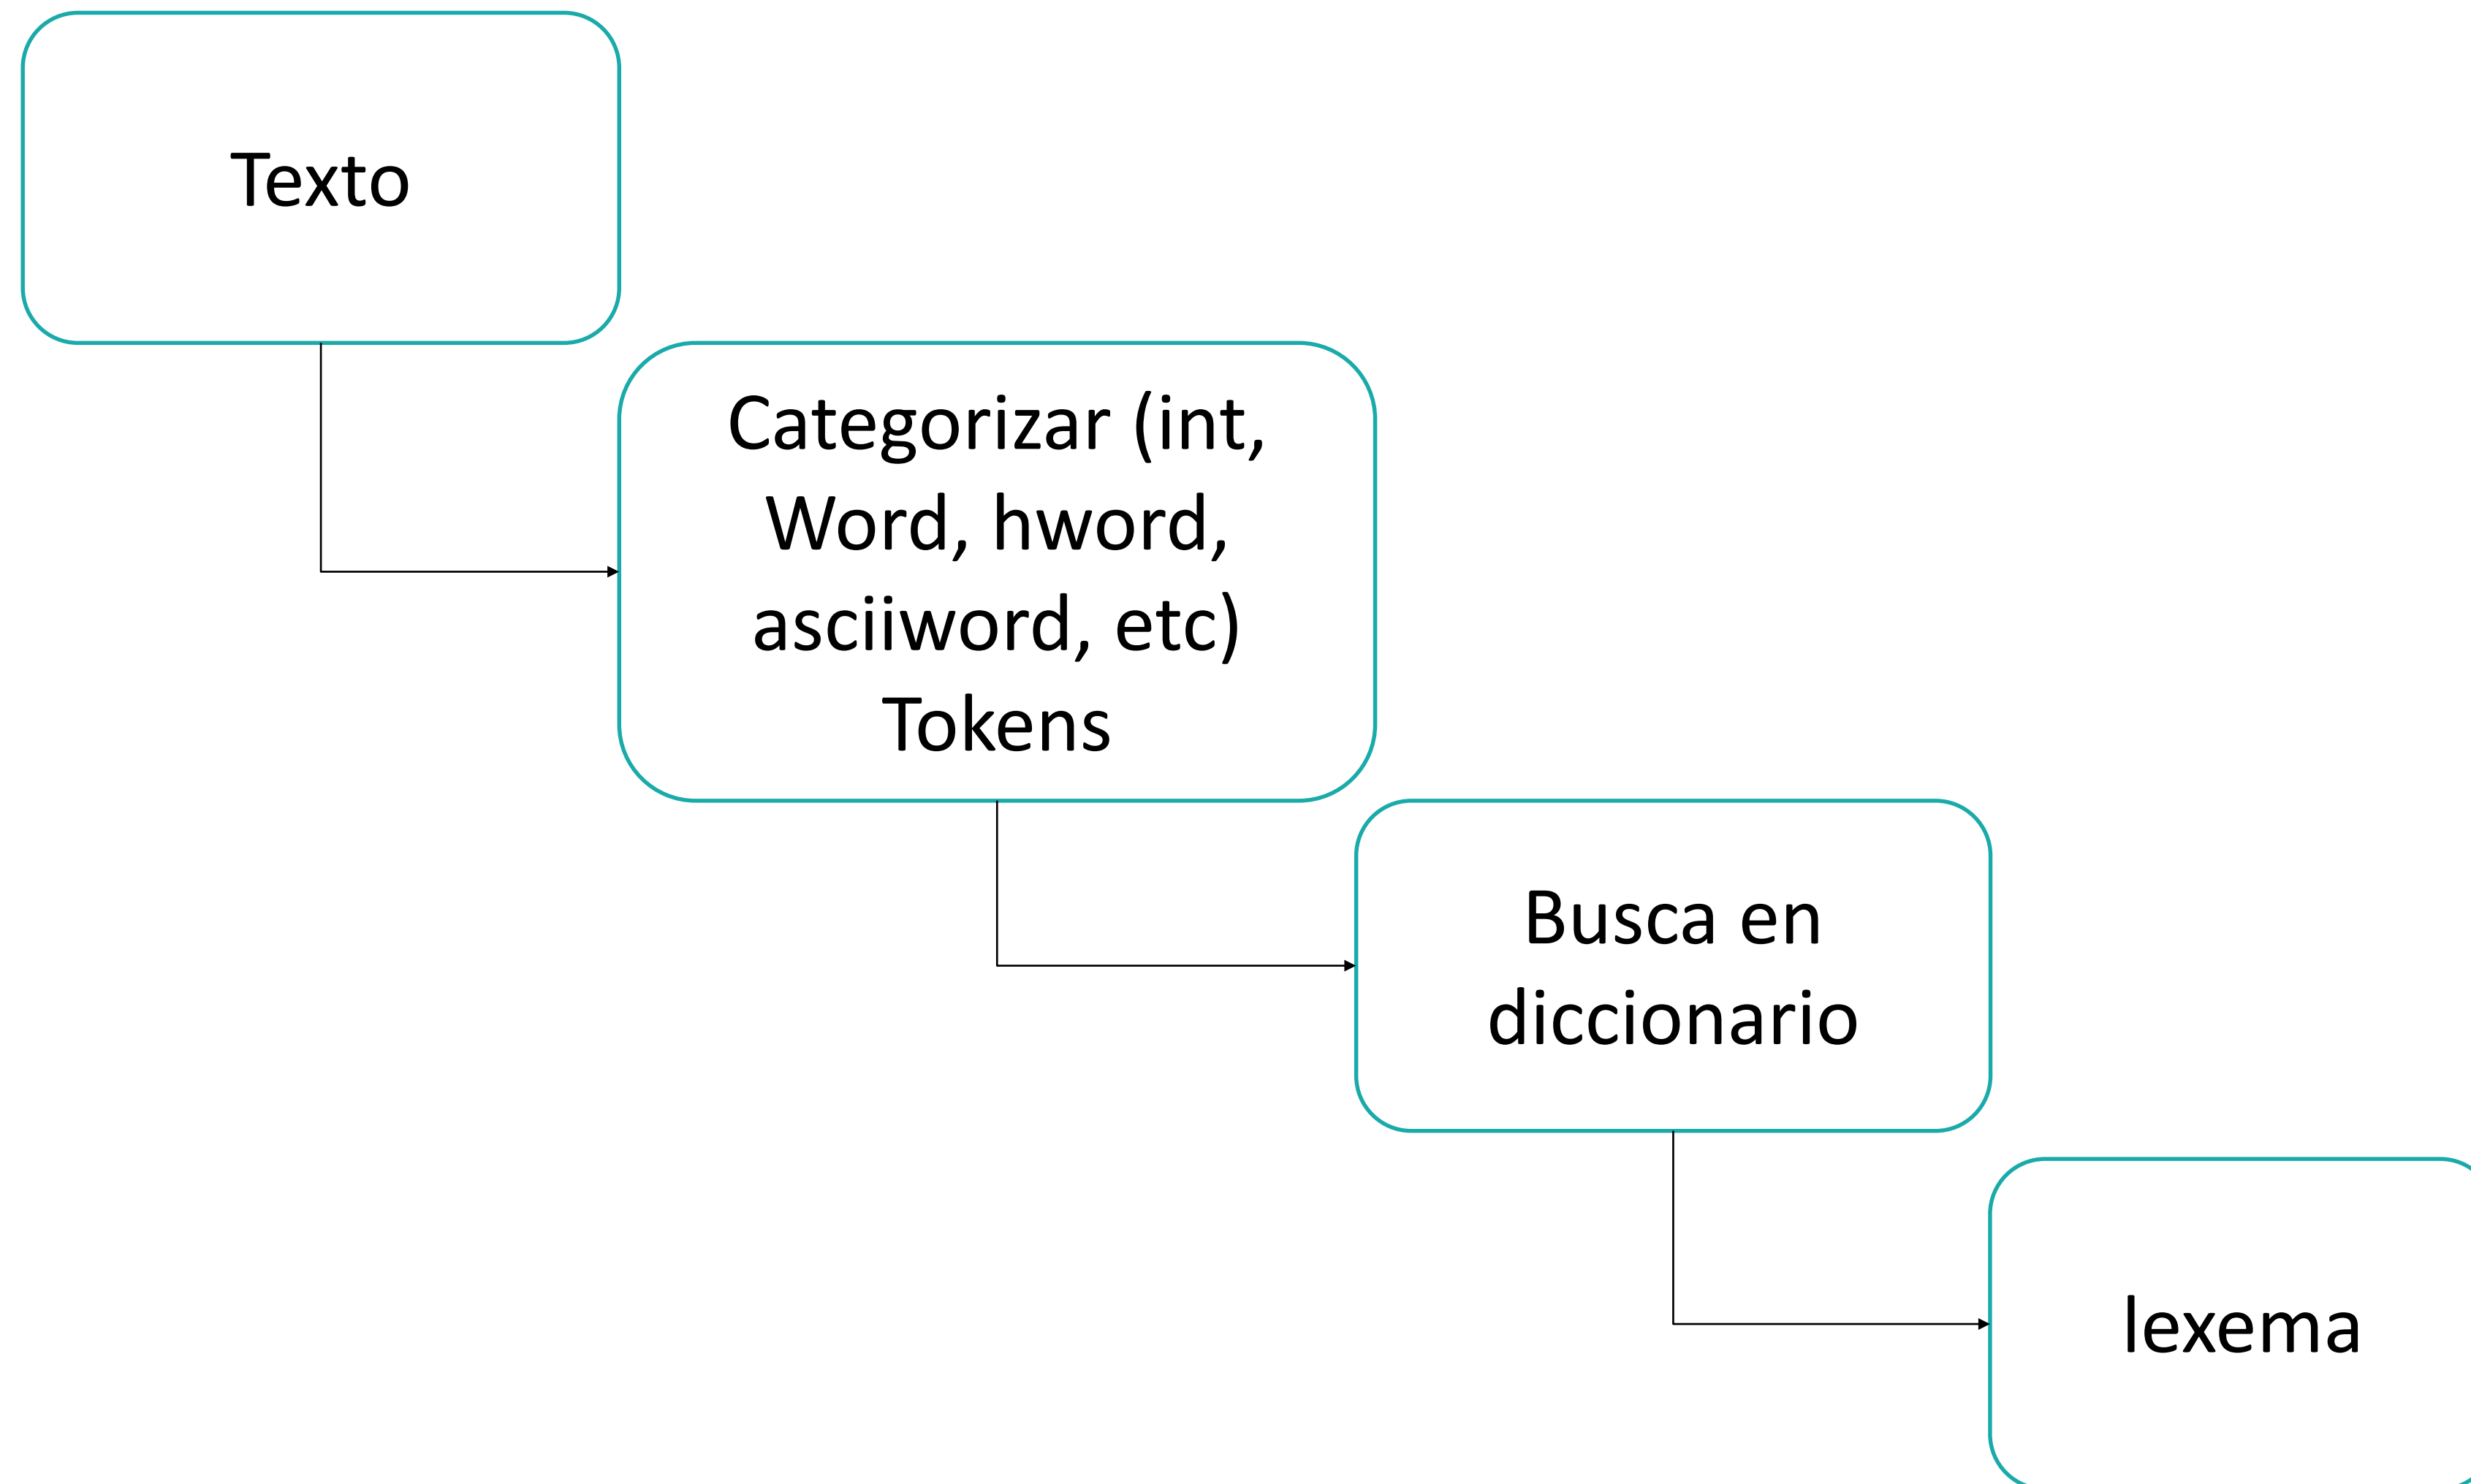 Texto
Categorizar (int,
Word, hword,
asciiword, etc)
Tokens
Busca en
diccionario
lexema